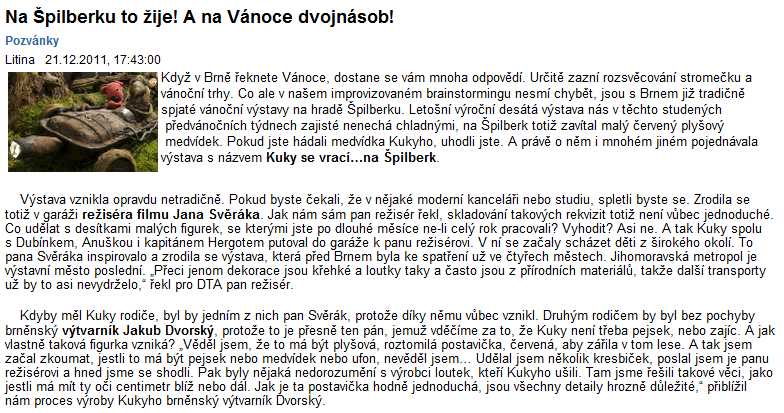 Na Špilberku to žije! A na Vánoce dvojnásob!
Pozvánky
Litina 21.12.2011, 17:43:00
Když v Brně řeknete Vánoce, dostane se vám mnoha odpovědí. Určitě zazní rozsvěcování stromečku a
vánoční trhy. Co ale v našem improvizovaném brainstormingu nesmí chybět, jsou s Brnem již tradičně
spjaté vánoční výstavy na hradě Špilberku. Letošní výroční desátá výstava nás v těchto studených
předvánočních týdnech zajisté nenechá chladnými, na Špilberk totiž zavítal malý červený plyšový
medvídek. Pokud jste hádali medvídka Kukyho, uhodli jste. A právě o něm i mnohém jiném pojednávala
výstava s názvem Kuky se vrací...na Špilberk.
Výstava vznikla opravdu netradičně. Pokud byste čekali, že v nějaké moderní kanceláři nebo studiu, spletli byste se. Zrodila se
totiž v garáži režiséra filmu Jana Svěráka. Jak nám sám pan režisér řekl, skladování takových rekvizit totiž není vůbec jednoduché.
Co udělat s desítkami malých figurek, se kterými jste po dlouhé měsíce ne-li celý rok pracovali? Vyhodit? Asi ne. A tak Kuky spolu
s Dubínkem, Anuškou i kapitánem Hergotem putoval do garáže k panu režisérovi. V ní se začaly scházet děti z širokého okolí. To
pana Svěráka inspirovalo a zrodila se výstava, která před Brnem byla ke spatření už ve čtyřech městech. Jihomoravská metropol je
výstavní město poslední. „Přeci jenom dekorace jsou křehké a loutky taky a často jsou z přírodních materiálů, takže další transporty
už by to asi nevydrželo,“ řekl pro DTA pan režisér.
Kdyby měl Kuky rodiče, byl by jedním z nich pan Svěrák, protože díky němu vůbec vznikl. Druhým rodičem by byl bez pochyby
brněnský výtvarník Jakub Dvorský, protože to je přesně ten pán, jemuž vděčíme za to, že Kuky není třeba pejsek, nebo zajíc. A jak
vlastně taková figurka vzniká? „Věděl jsem, že to má být plyšová, roztomilá postavička, červená, aby zářila v tom lese. A tak jsem
začal zkoumat, jestli to má být pejsek nebo medvídek nebo ufon, nevěděl jsem... Udělal jsem několik kresbiček, poslal jsem je panu
režisérovi a hned jsme se shodli. Pak byly nějaká nedorozumění s výrobci loutek, kteří Kukyho ušili. Tam jsme řešili takové věci, jako
jestli má mít ty oči centimetr blíž nebo dál. Jak je ta postavička hodně jednoduchá, jsou všechny detaily hrozně důležité,“ přiblížil
nám proces výroby Kukyho brněnský výtvarník Dvorský.